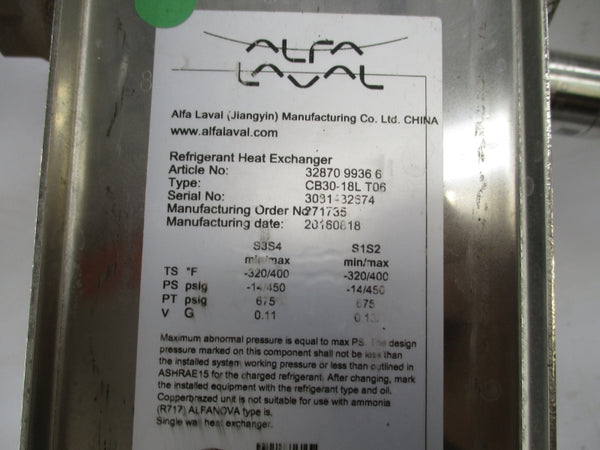 ALFA
LAVAL
Alfa Laval (Jiangyin) Manufacturing Co. Ltd. CHINA
www.alfalaval.com
Refrigerant Heat Exchanger
Article No: 32870 9936 6
Type: CB30-18L T06
Serial No:
Manufacturing Order No 271735
Manufacturing date: 20160618
S3S4 S1S2
min/max min/max
TS °F -320/400 -320/400
PS psig -14/450 -14/450
PT psig 675 675
V G 0.11
Maximum abnormal pressure is equal to max PS. The design
pressure marked on this component shall not be less than
the installed system working pressure or less than outlined in
ASHRAE15 for the charged refrigerant. After changing, mark
the installed equipment with the refrigerant type and oil.
Copperbrazed unit is not suitable for use with ammonia
(R717) ALFANOVA type is.
Single wall heat exchanger.